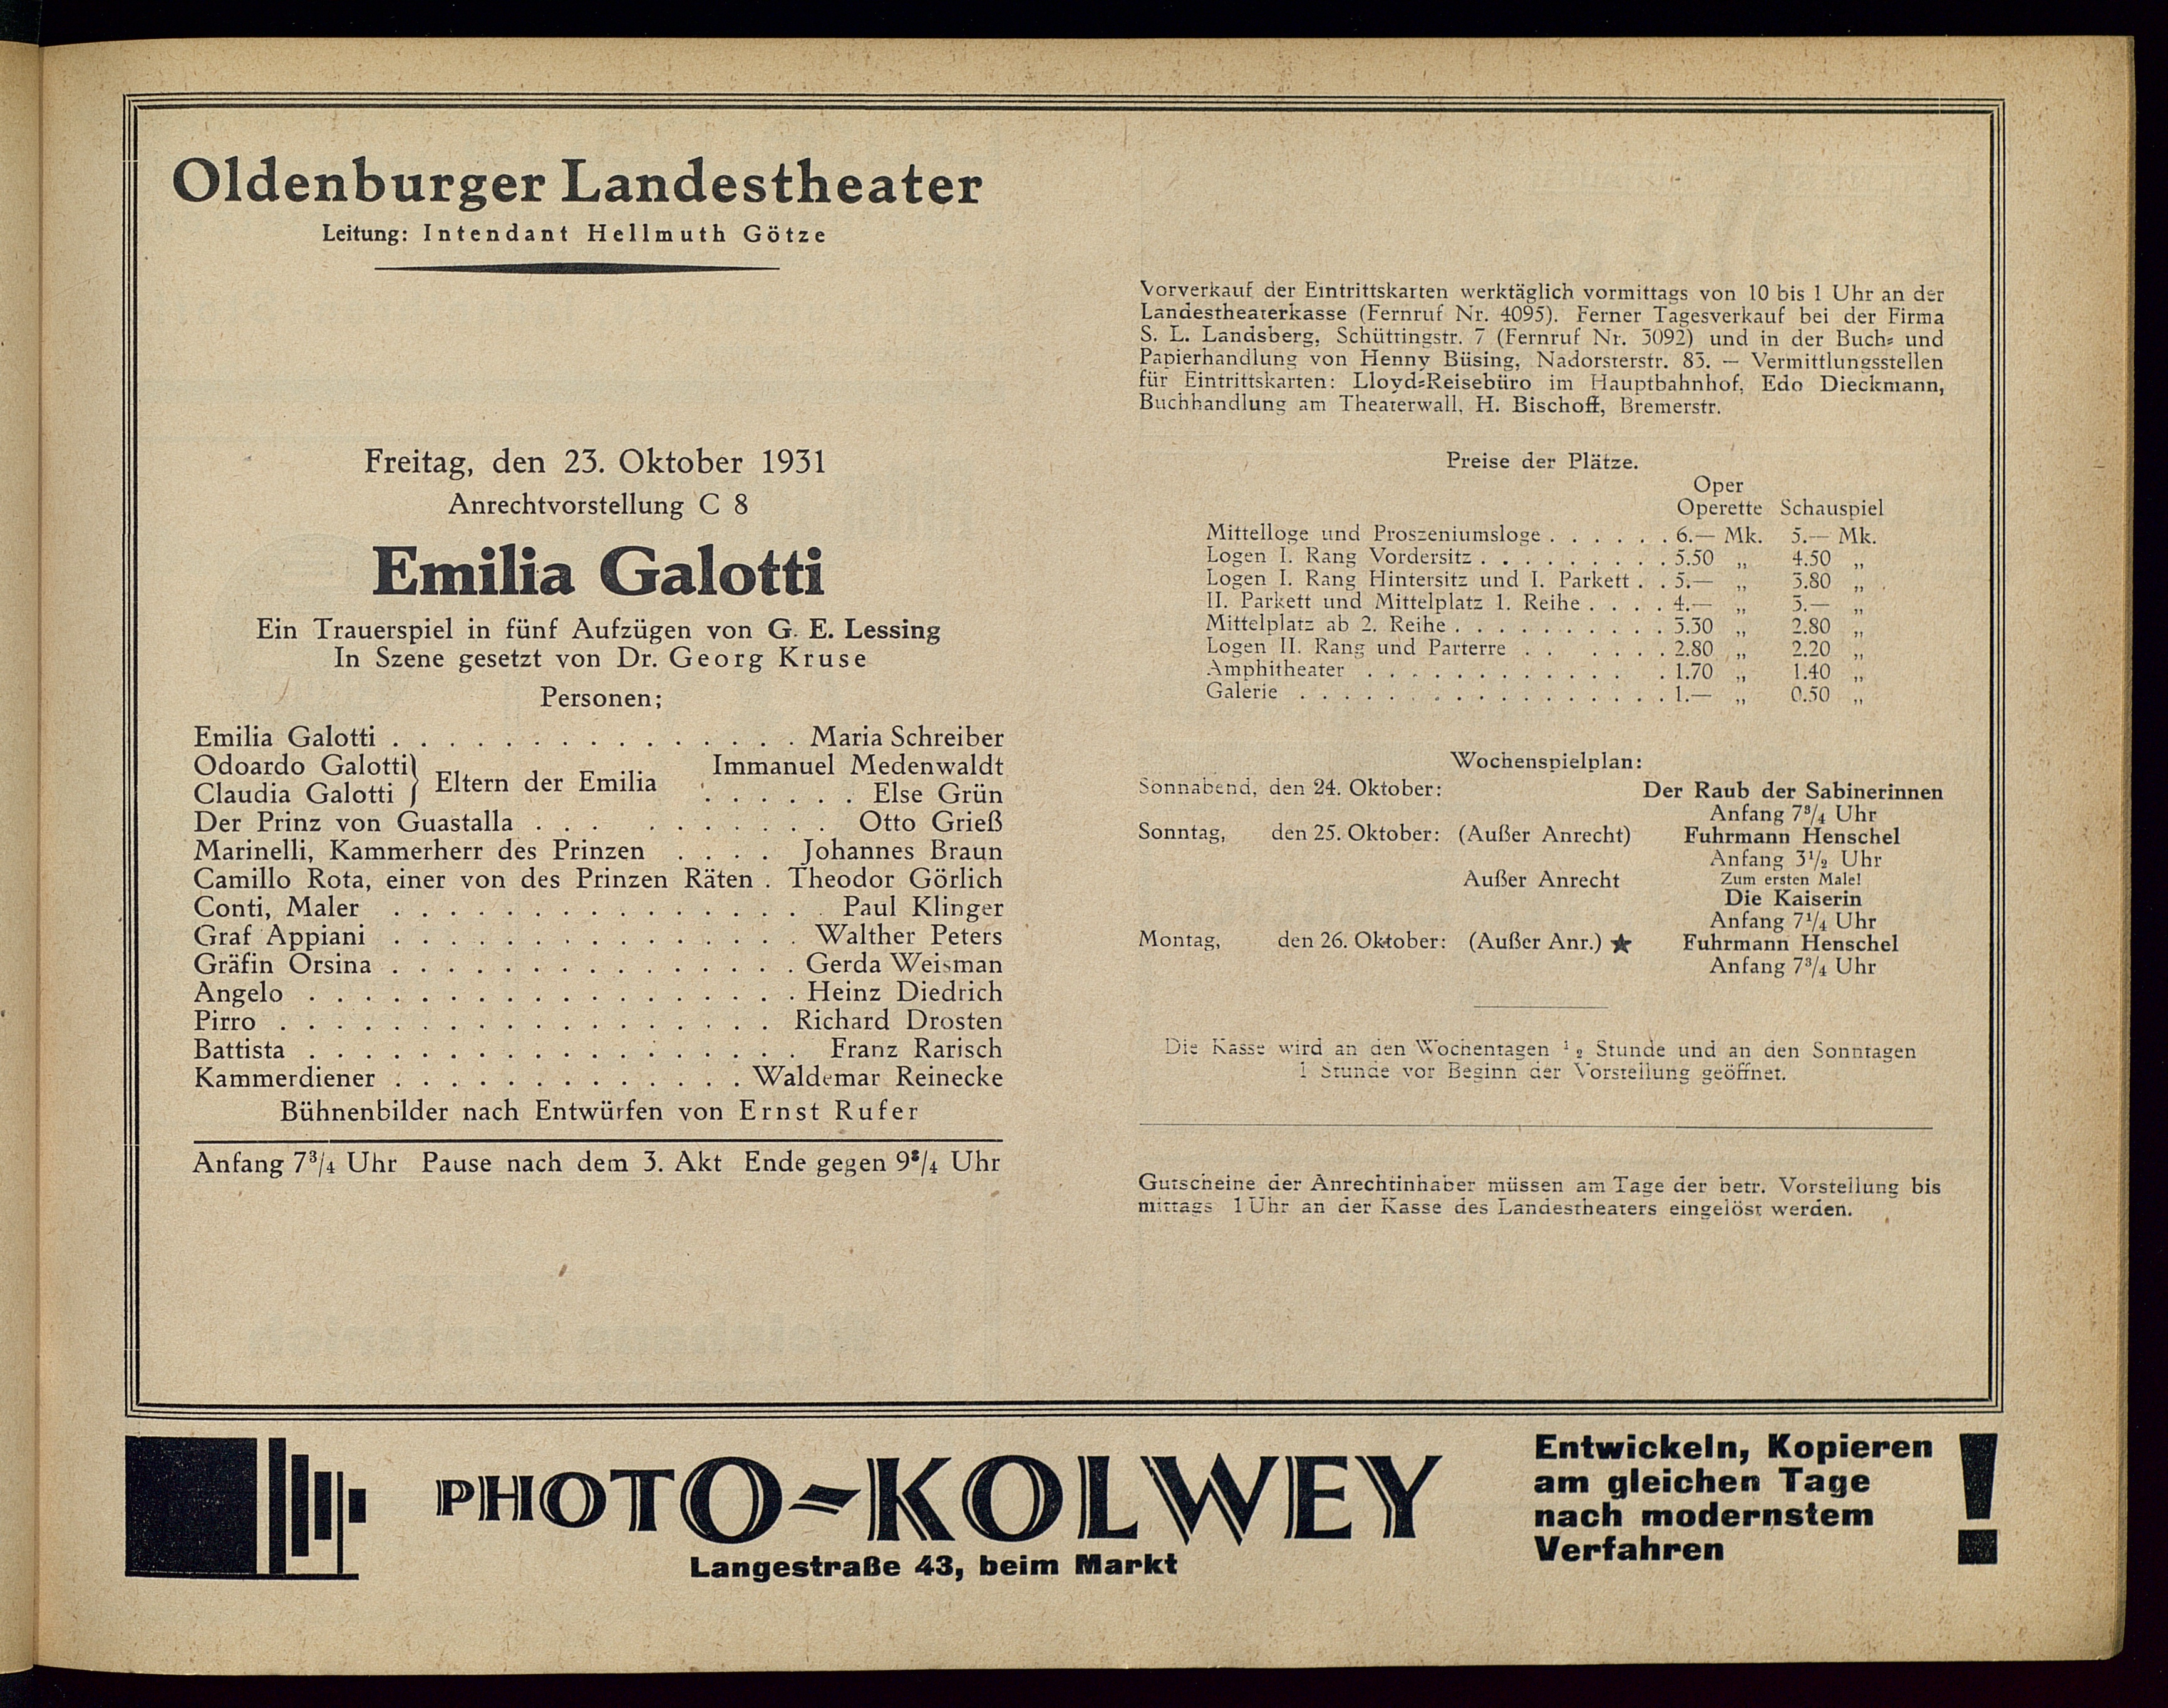 Oldenburger Landestheater
Leitung: Intendant Hellmuth Götze
Freitag, den 23. Oktober 1931
Anrechtvorstellung C 8
Emilia Galotti
Ein Trauerspiel in fünf Aufzügen von G. E. Lessing
In Szene gesetzt von Dr. Georg Kruse
Personen;
Emilia Galotti . . . . . . . . . . . . . . . Maria Schreiber
Odoardo Galotti} Eltern der Emilia Immanuel Medenwaldt
Claudia Galotti } . . . . . . Else Grün
Der Prinz von Guastalla . . . . . . . . . . Otto Grieß
Marinelli, Kammerherr des Prinzen . . . . Johannes Braun
Camillo Rota, einer von des Prinzen Räten . Theodor Görlich
Conti, Maler . . . . . . . . . . . . . . . . Paul Klinger
Graf Appiani . . . . . . . . . . . . . . . Walther Peters
Gräfin Orsina . . . . . . . . . . . . . . . Gerda Weisman
Angelo . . . . . . . . . . . . . . . . . . Heinz Diedrich
Pirro . . . . . . . . . . . . . . . . . . Richard Drosten
Battista . . . . . . . . . . . . . . . . . . Franz Rarisch
Kammerdiener . . . . . . . . . . . . . Waldemar Reinecke
Bühnenbilder nach Entwürfen von Ernst Rufer
Anfang 7³/₄ Uhr Pause nach dem 3. Akt Ende gegen 9³/₄ Uhr
Vorverkauf der Eintrittskarten werktäglich vormittags von 10 bis 1 Uhr an der
Landestheaterkasse (Fernruf Nr. 4095). Ferner Tagesverkauf bei der Firma
S. L. Landsberg, Schüttingstr. 7 (Fernruf Nr. 3092) und in der Buch- und
Papierhandlung von Henny Büsing, Nadorsterstr. 83. — Vermittlungsstellen
für Eintrittskarten: Lloyd-Reisebüro im Hauptbahnhof, Edo Dieckmann,
Buchhandlung am Theaterwall, H. Bischoff, Bremerstr.
Preise der Plätze.
Oper
Operette Schauspiel
Mittelloge und Proszeniumsloge . . . . . . 6.— Mk. 5.— Mk.
Logen I. Rang Vordersitz . . . . . . . . . 5.50 „ 4.50 „
Logen I. Rang Hintersitz und I. Parkett . . 5.— „ 3.80 „
II. Parkett und Mittelplatz 1. Reihe . . . . 4.— „ 3.— „
Mittelplatz ab 2. Reihe . . . . . . . . . . 3.30 „ 2.80 „
Logen II. Rang und Parterre . . . . . . 2.80 „ 2.20 „
Amphitheater . . . . . . . . . . . 1.70 „ 1.40 „
Galerie . . . . . . . . . . . . . . . . 1.— „ 0.50 „
Wochenspielplan:
Sonnabend, den 24. Oktober: Der Raub der Sabinerinnen
Anfang 7³/₄ Uhr
Sonntag, den 25. Oktober: (Außer Anrecht) Fuhrmann Henschel
Anfang 3¹/₂ Uhr
Außer Anrecht Zum ersten Male!
Die Kaiserin
Anfang 7¹/₄ Uhr
Montag, den 26. Oktober: (Außer Anr.) ★ Fuhrmann Henschel
Anfang 7³/₄ Uhr
Die Kasse wird an den Wochentagen ¹/₂ Stunde und an den Sonntagen
1 Stunde vor Beginn der Vorstellung geöffnet.
Gutscheine der Anrechtinhaber müssen am Tage der betr. Vorstellung bis
mittags 1 Uhr an der Kasse des Landestheaters eingelöst werden.
PHOTO-KOLWEY
Langestraße 43, beim Markt
Entwickeln, Kopieren
am gleichen Tage
nach modernstem
Verfahren !